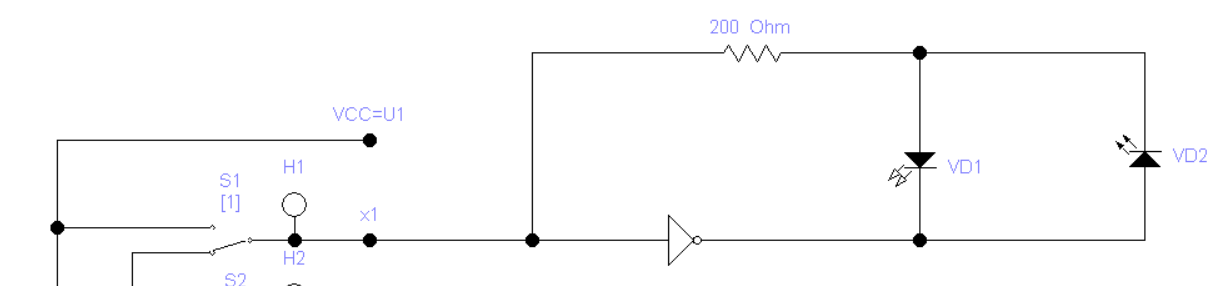 200 Ohm
VCC=U1
H1
S1
[1]
x1
VD1
VD2
H2
S2